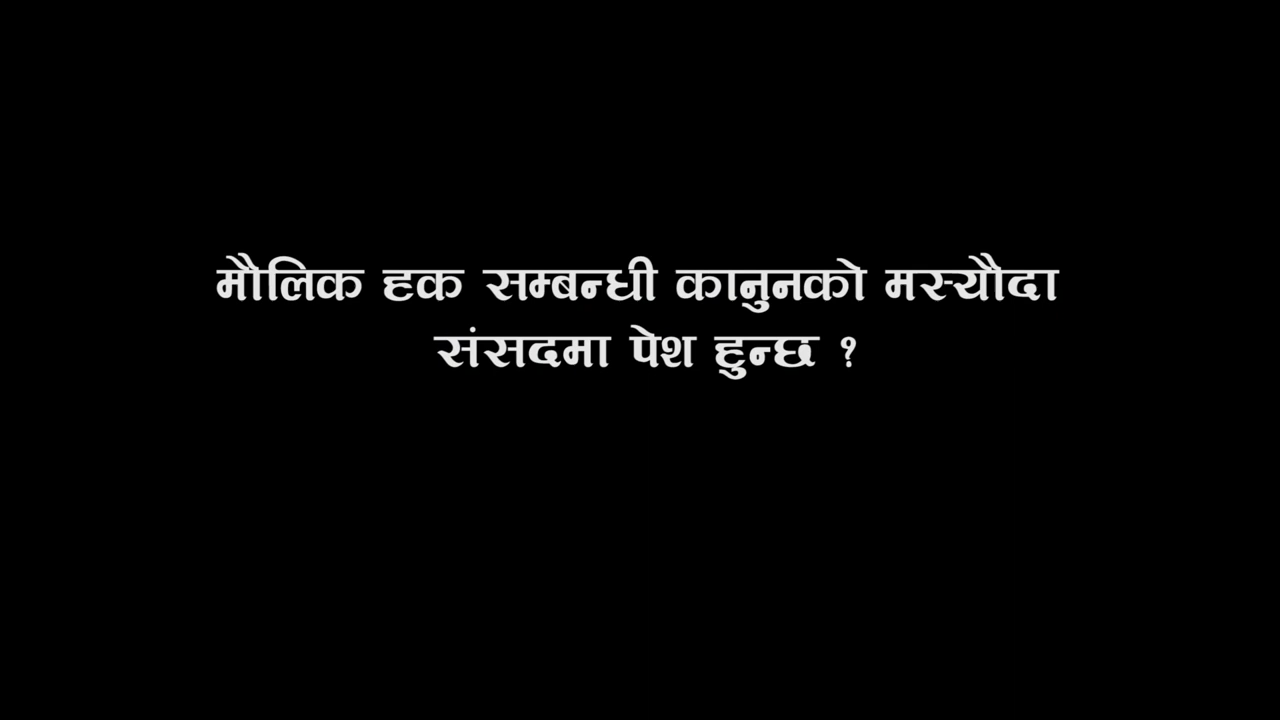 मौलिक हक सम्बन्धी कानुनको मस्यौदा
संसदमा पेश हुन्छ ?